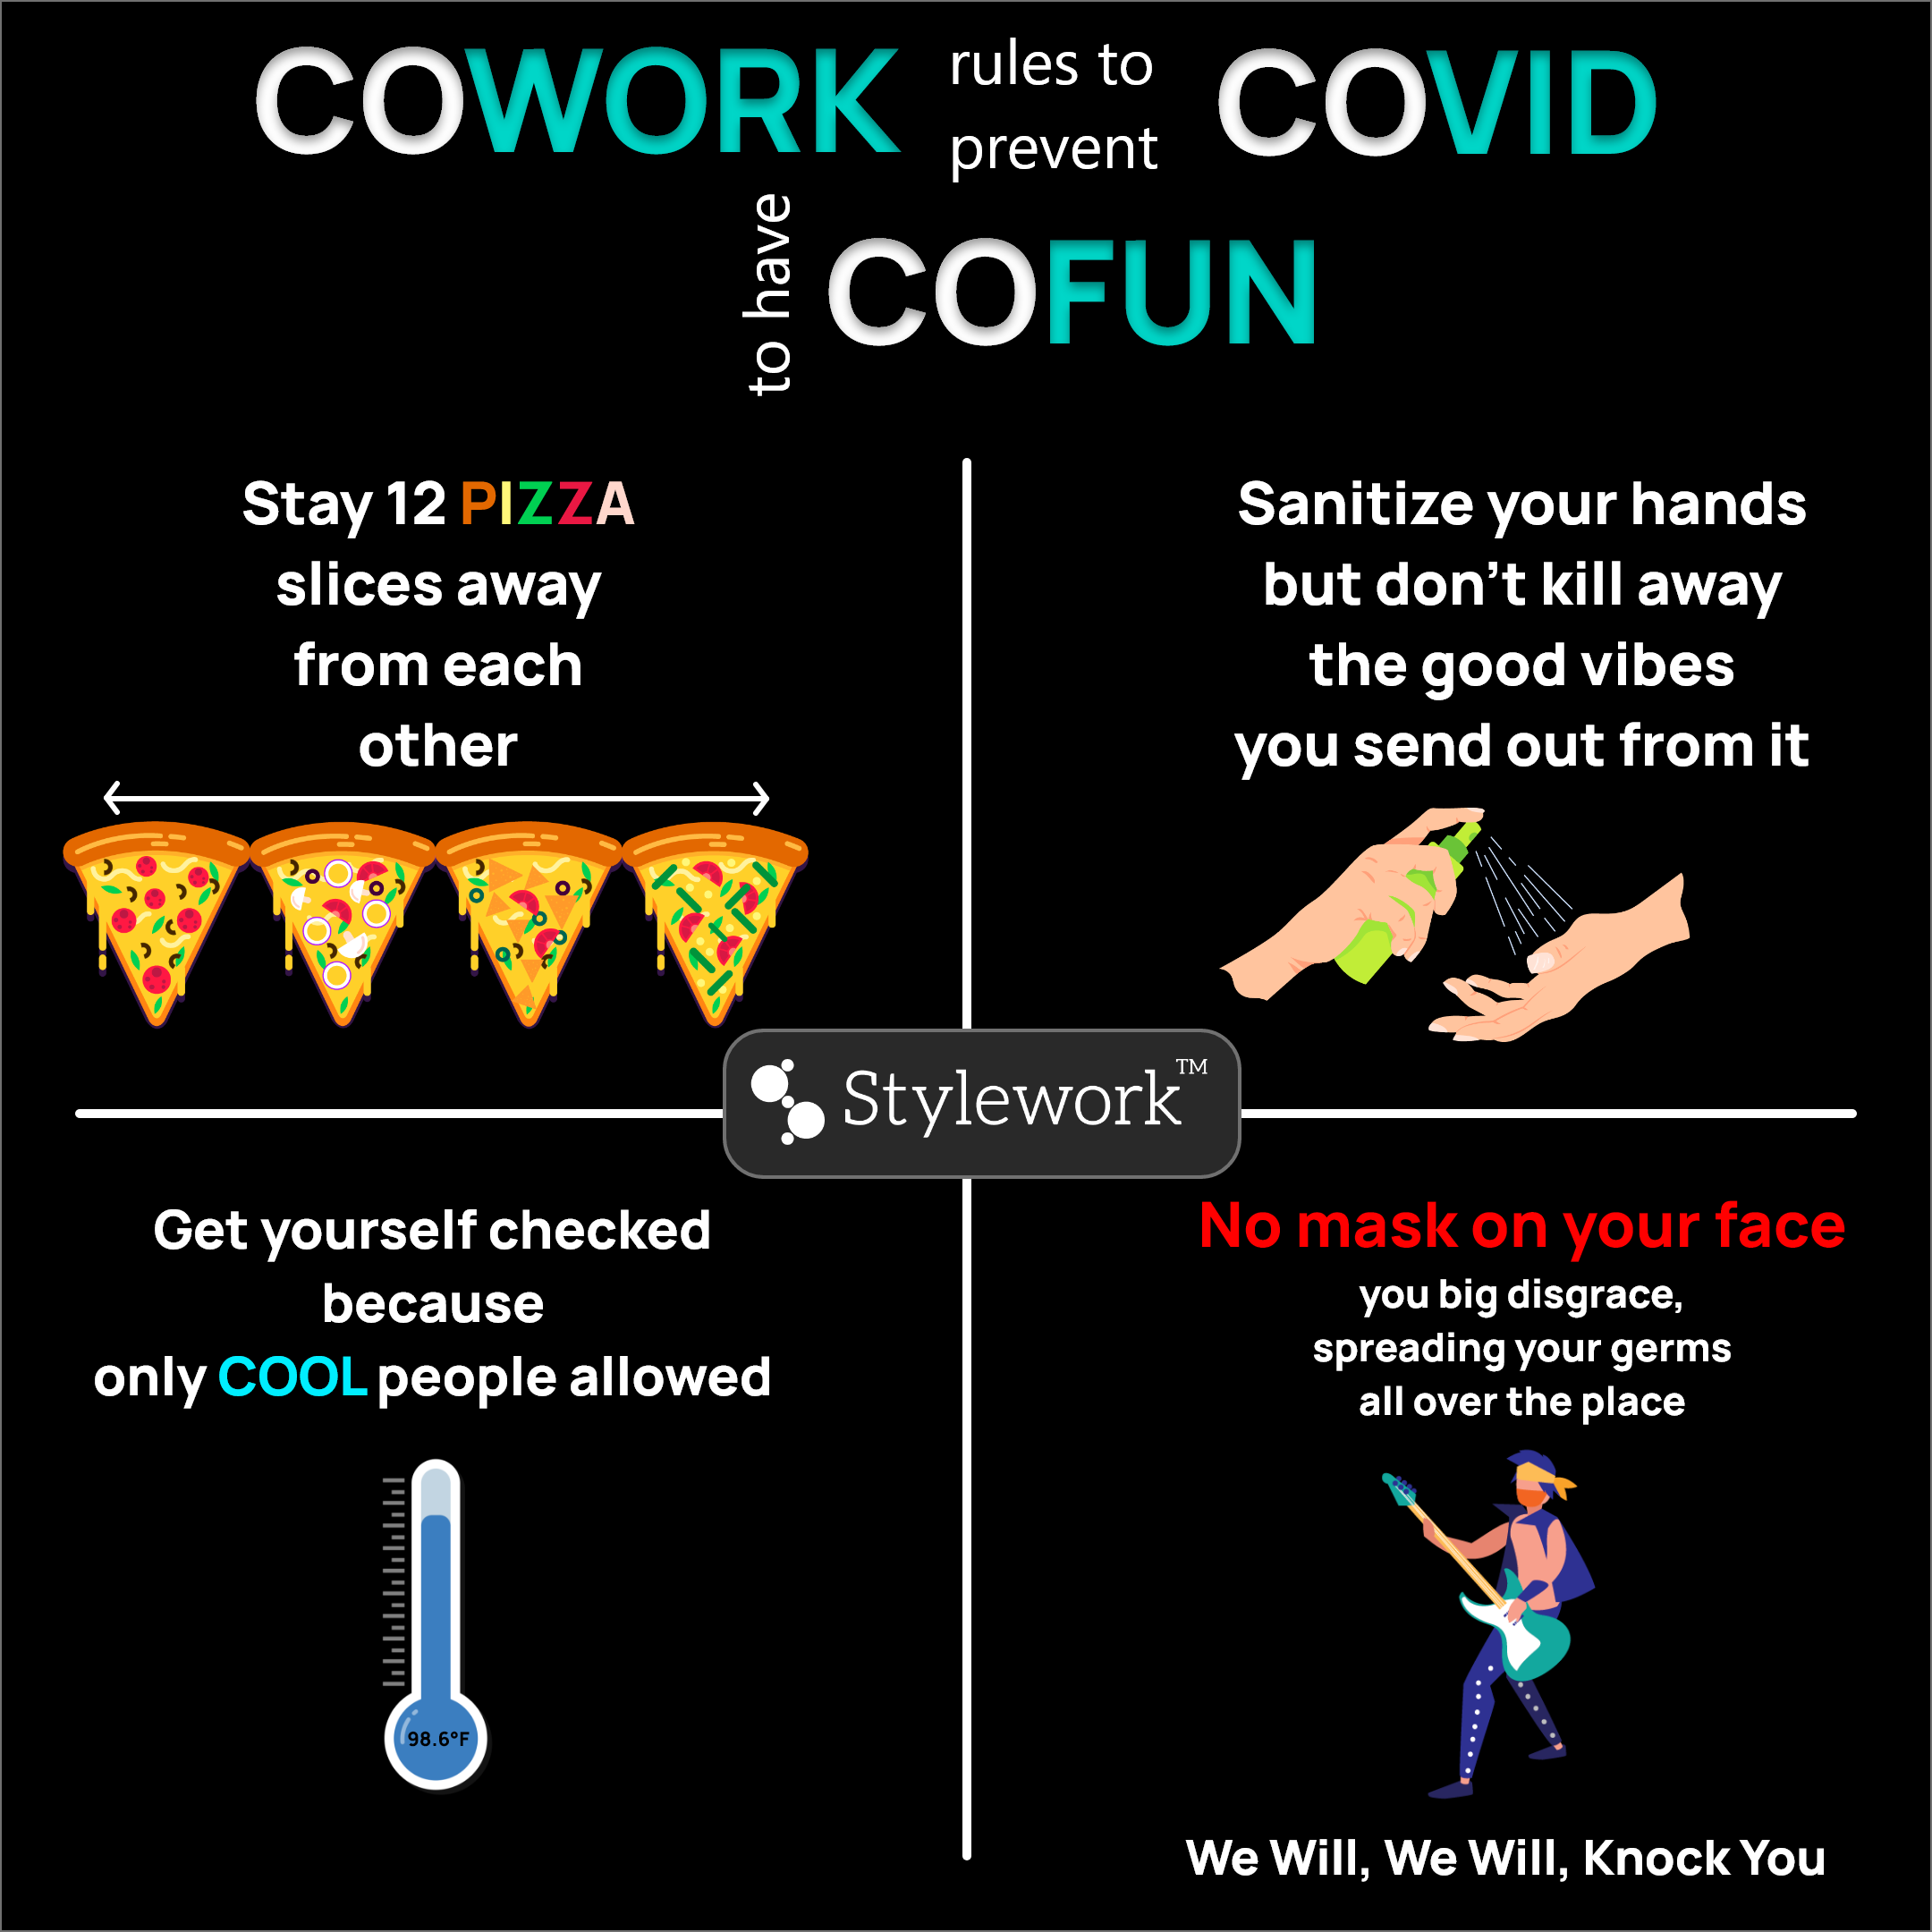 COWORK rules to prevent COVID
to have COFUN
Stay 12 PIZZA
slices away
from each
other
Sanitize your hands
but don’t kill away
the good vibes
you send out from it
Stylework™
Get yourself checked
because
only COOL people allowed
98.6°F
No mask on your face
you big disgrace,
spreading your germs
all over the place
We Will, We Will, Knock You